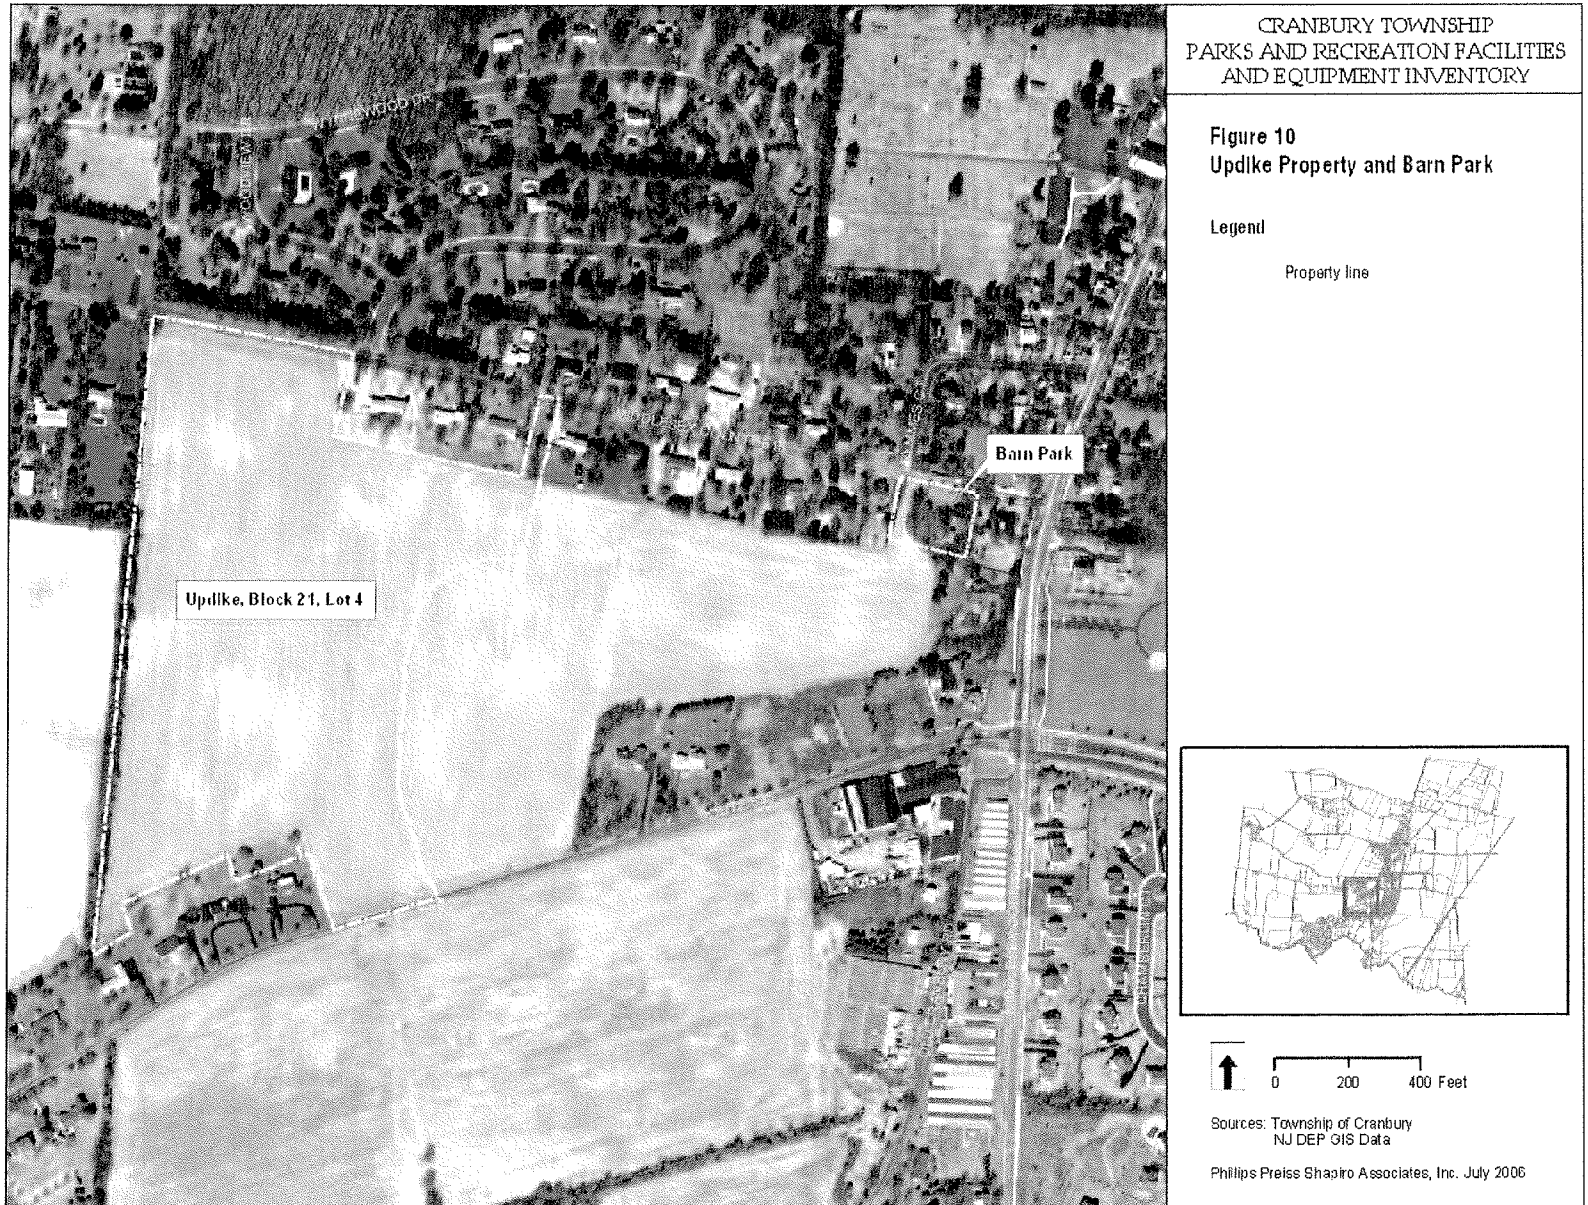 CRANBURY TOWNSHIP
PARKS AND RECREATION FACILITIES
AND EQUIPMENT INVENTORY
Figure 10
Updike Property and Barn Park
Legend
Property line
Barn Park
Updike, Block 21, Lot 4
0 200 400 Feet
Sources: Township of Cranbury
NJ DEP GIS Data
Phillips Preiss Shapiro Associates, Inc. July 2006